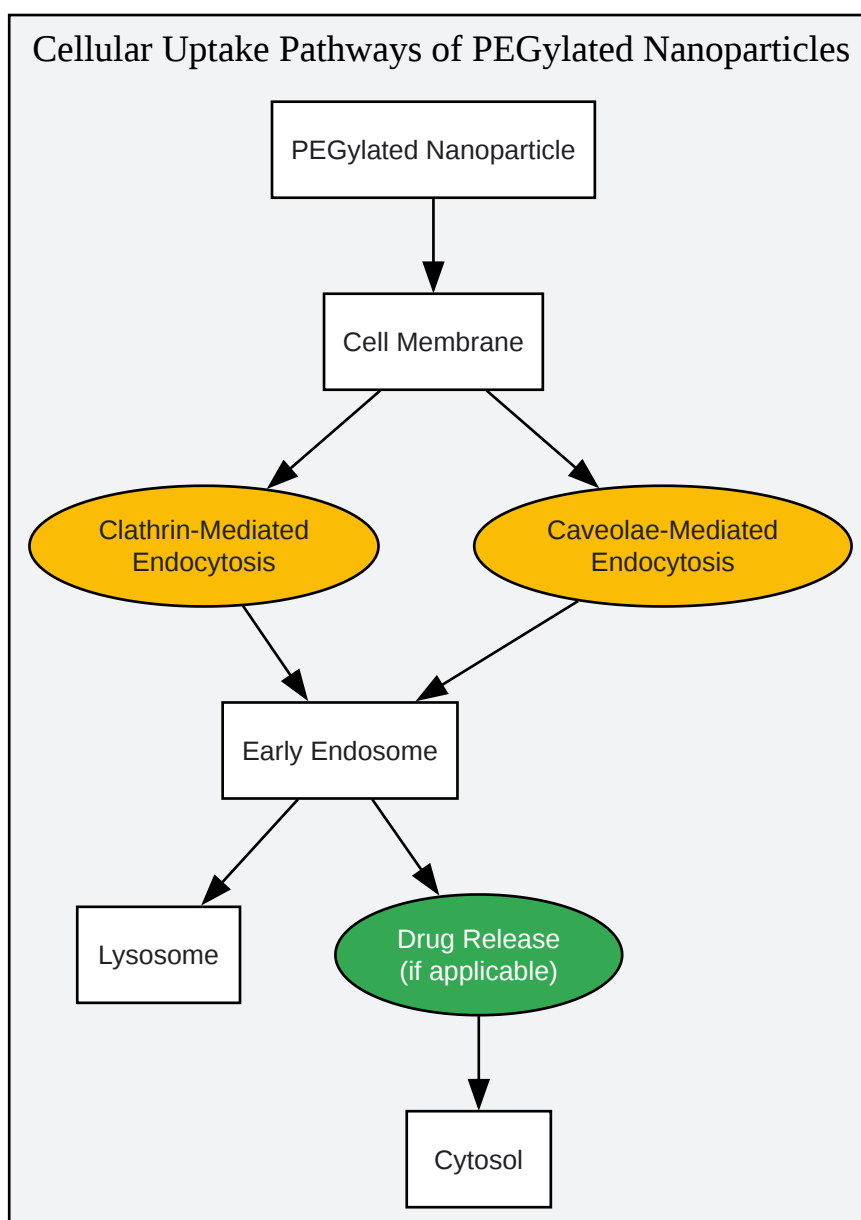 Cellular Uptake Pathways of PEGylated Nanoparticles
PEGylated Nanoparticle
Cell Membrane
Clathrin-Mediated
Endocytosis
Caveolae-Mediated
Endocytosis
Early Endosome
Lysosome
Drug Release
(if applicable)
Cytosol